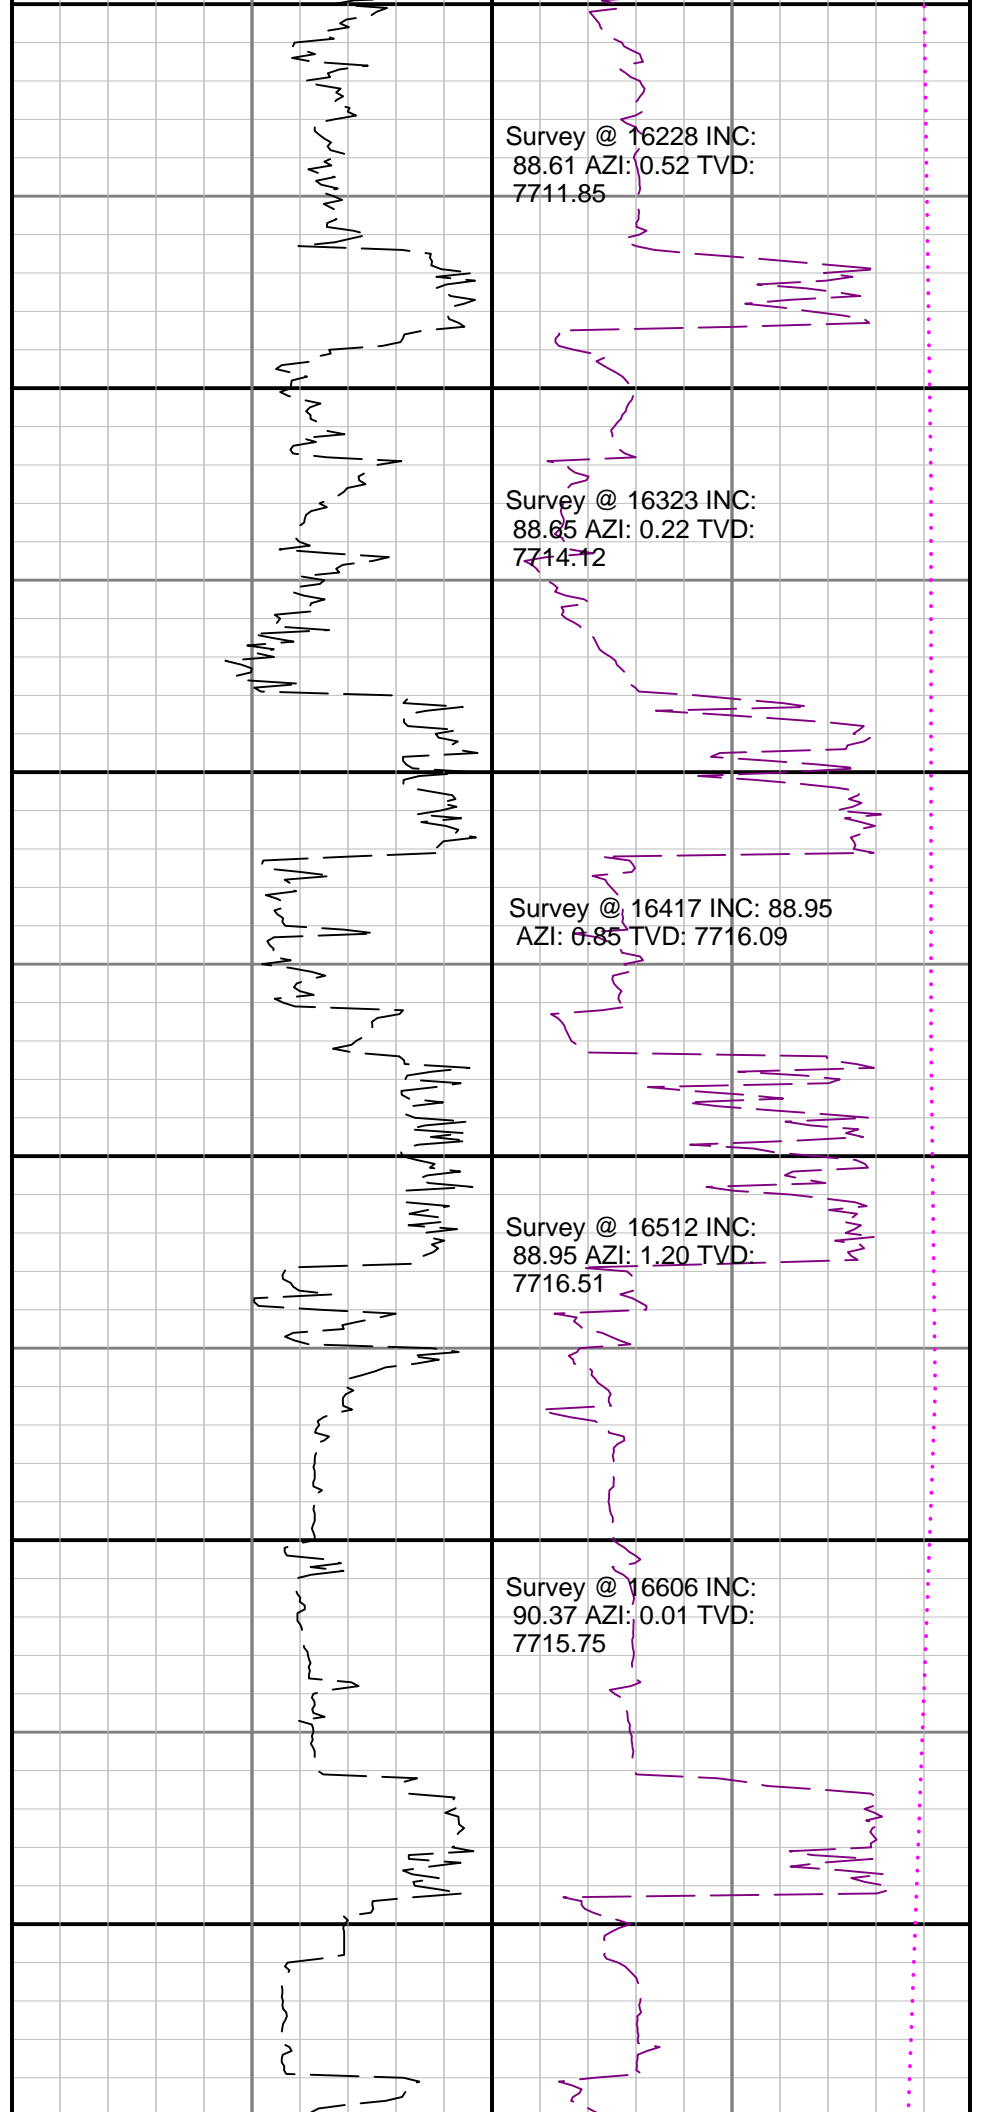 Survey @ 16228 INC:
88.61 AZI: 0.52 TVD:
7711.85
Survey @ 16323 INC:
88.65 AZI: 0.22 TVD:
7714.12
Survey @ 16417 INC: 88.95
AZI: 0.85 TVD: 7716.09
Survey @ 16512 INC:
88.95 AZI: 1.20 TVD:
7716.51
Survey @ 16606 INC:
90.37 AZI: 0.01 TVD:
7715.75